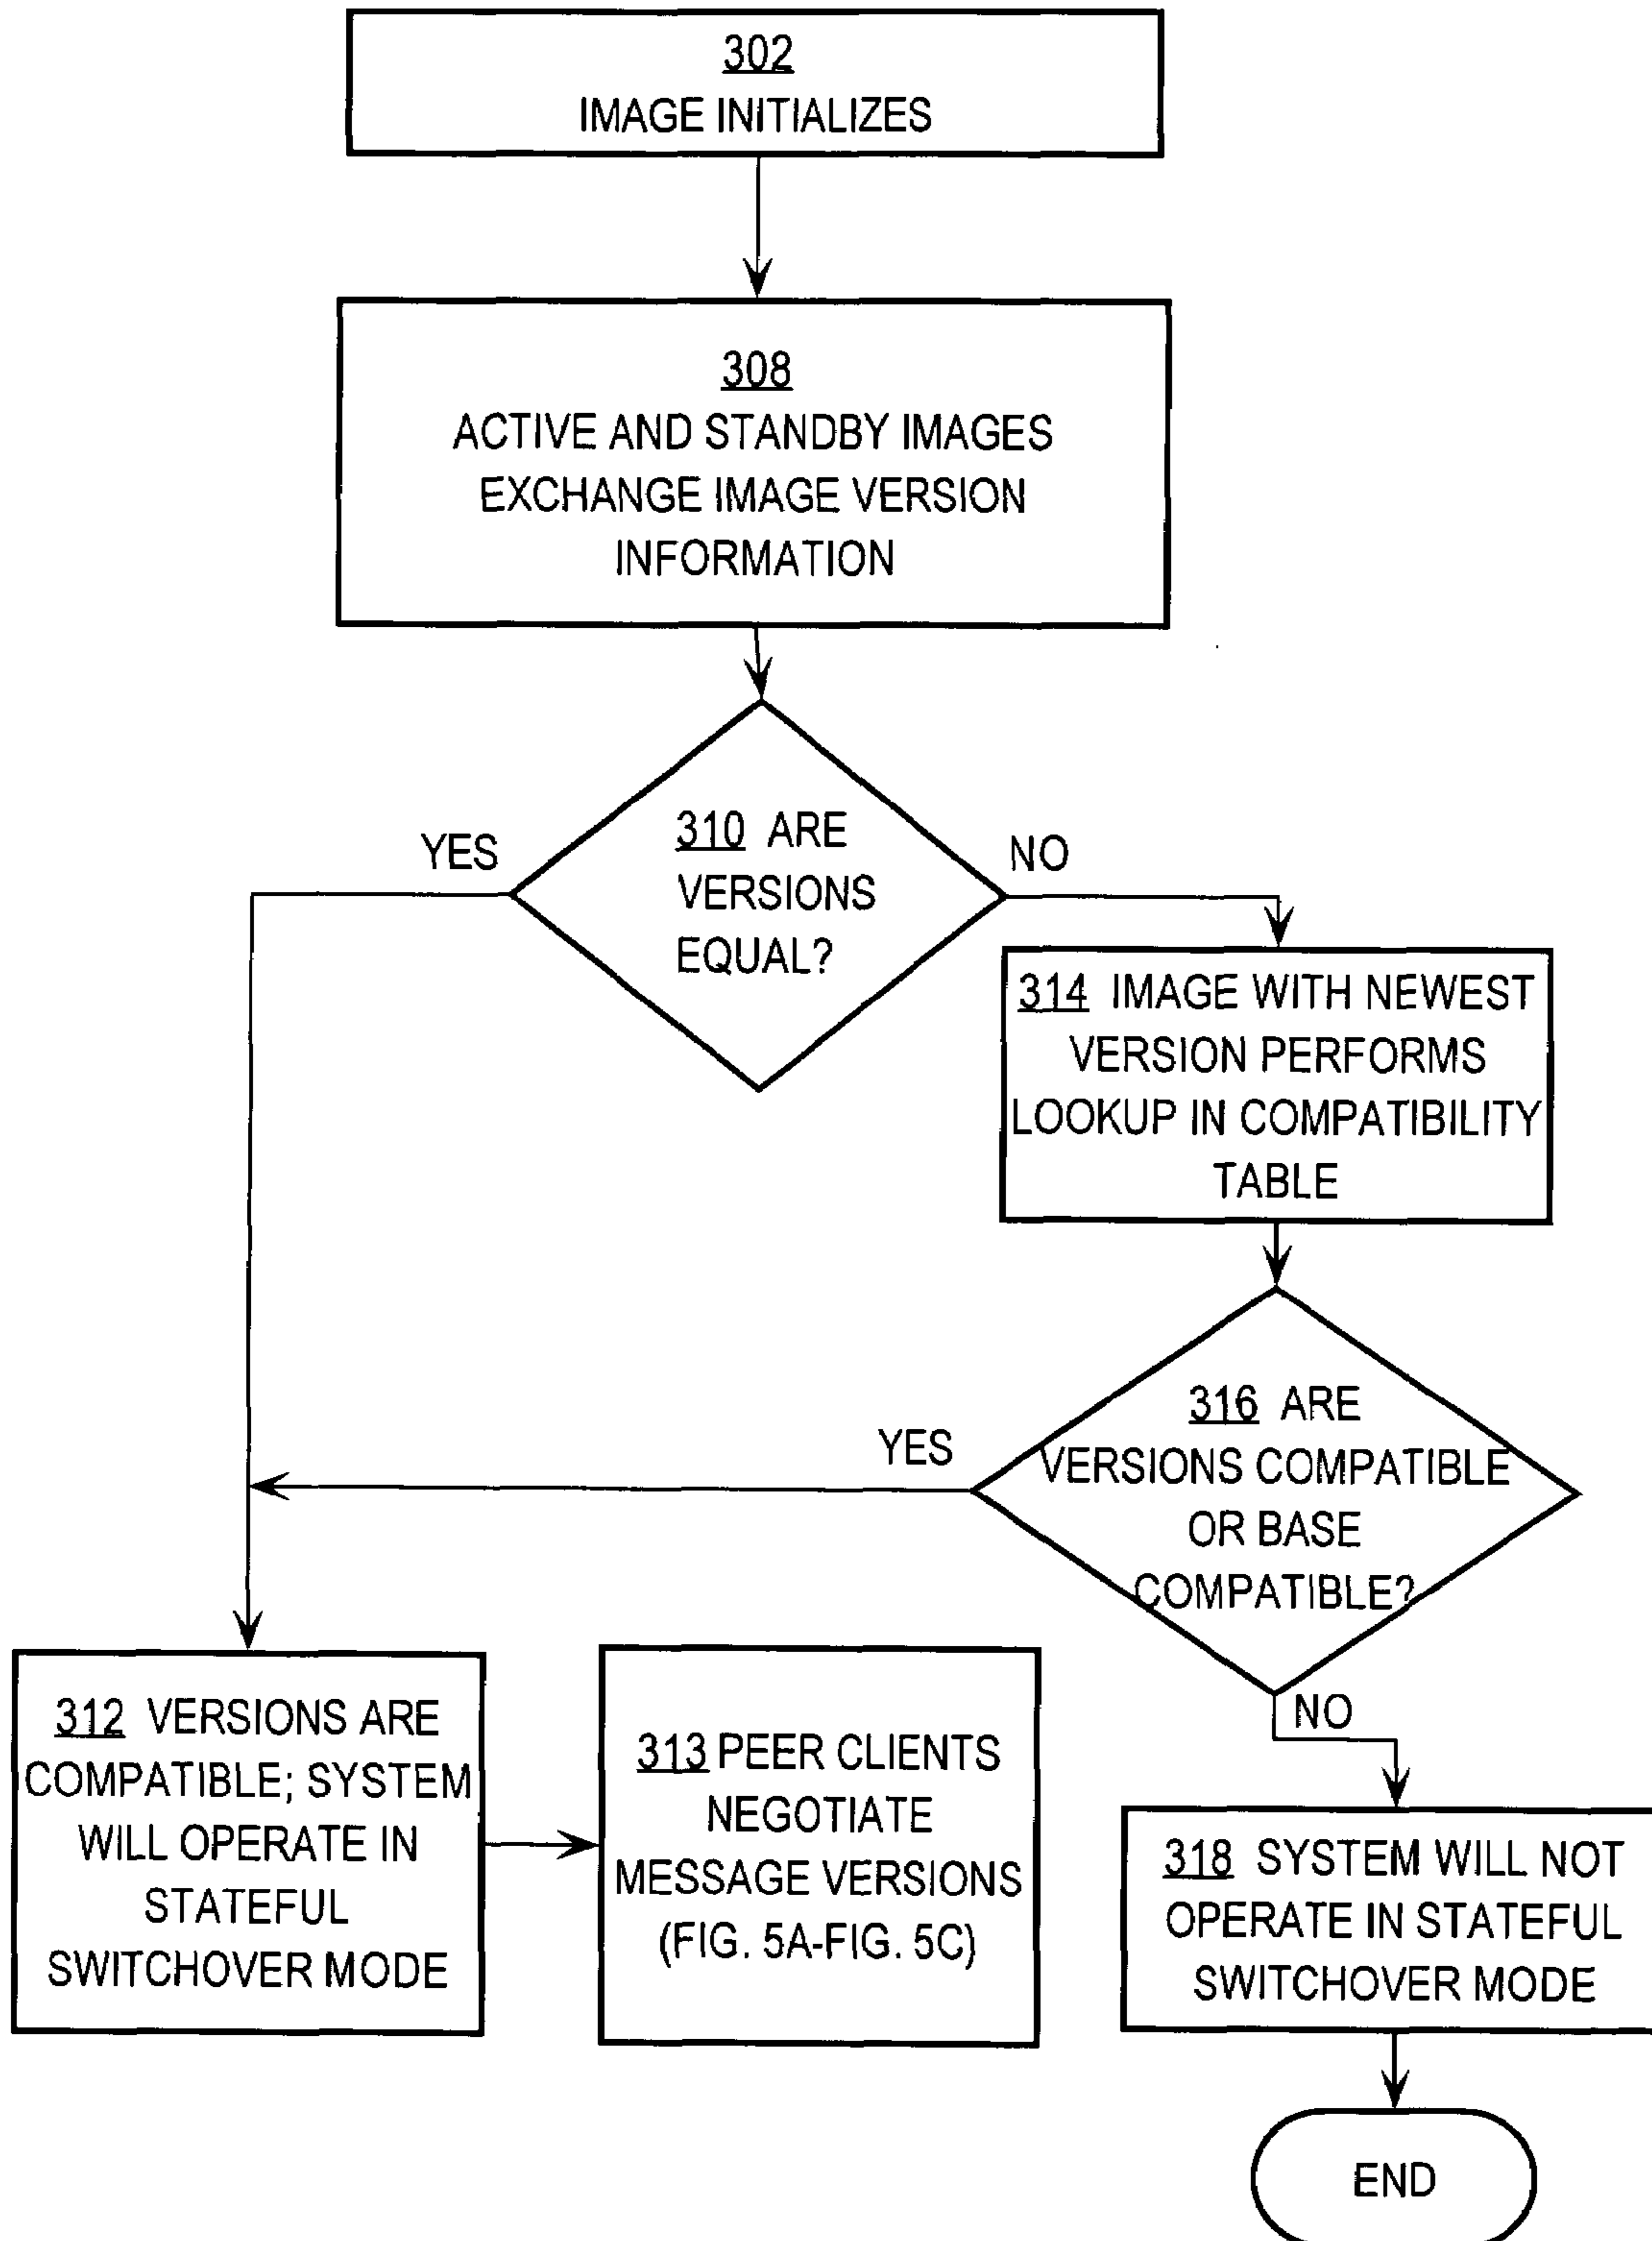 302
IMAGE INITIALIZES
308
ACTIVE AND STANDBY IMAGES
EXCHANGE IMAGE VERSION
INFORMATION
310 ARE
VERSIONS
EQUAL?
YES
NO
314 IMAGE WITH NEWEST
VERSION PERFORMS
LOOKUP IN COMPATIBILITY
TABLE
316 ARE
VERSIONS COMPATIBLE
OR BASE
COMPATIBLE?
YES
NO
312 VERSIONS ARE
COMPATIBLE; SYSTEM
WILL OPERATE IN
STATEFUL
SWITCHOVER MODE
313 PEER CLIENTS
NEGOTIATE
MESSAGE VERSIONS
(FIG. 5A-FIG. 5C)
318 SYSTEM WILL NOT
OPERATE IN STATEFUL
SWITCHOVER MODE
END